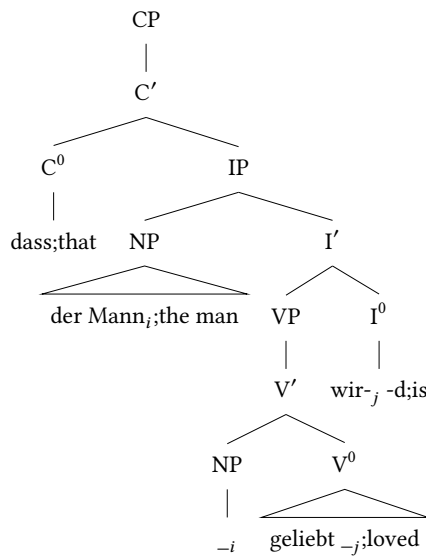 CP
C′
C⁰ IP
dass;that NP I′
der Mannᵢ;the man VP I⁰
V′ wir-_j -d;is
NP V⁰
_i geliebt _j;loved